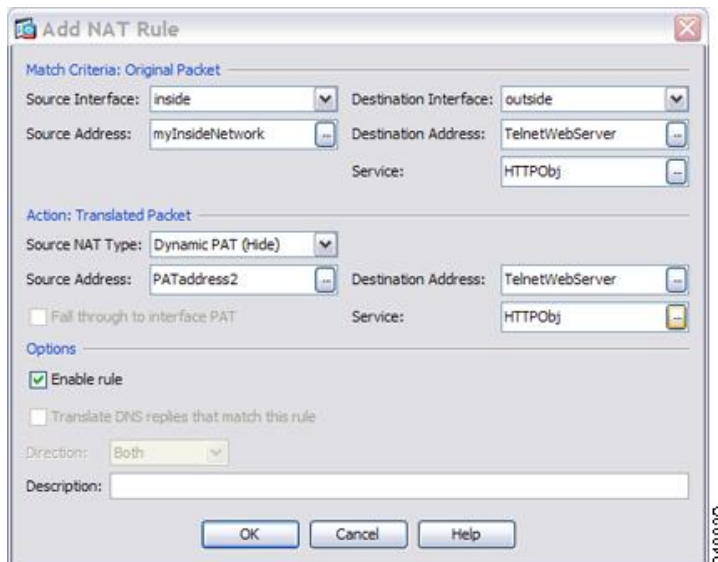 Add NAT Rule
Match Criteria: Original Packet
Source Interface: inside Destination Interface: outside
Source Address: myInsideNetwork ... Destination Address: TelnetWebServer ...
Service: HTTPObj ...
Action: Translated Packet
Source NAT Type: Dynamic PAT (Hide)
Source Address: PATaddress2 ... Destination Address: TelnetWebServer ...
Fall through to interface PAT Service: HTTPObj ...
Options
Enable rule
Translate DNS replies that match this rule
Direction: Both
Description:
OK Cancel Help